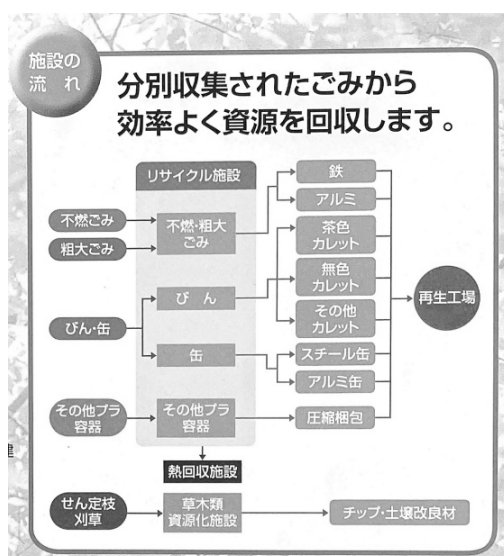 施設の
流れ
分別収集されたごみから
効率よく資源を回収します。
リサイクル施設
不燃ごみ
粗大ごみ
不燃・粗大
ごみ
鉄
アルミ
茶色
カレット
無色
カレット
その他
カレット
びん・缶
びん
缶
スチール缶
アルミ缶
再生工場
その他プラ
容器
その他プラ
容器
圧縮梱包
熱回収施設
せん定枝
刈草
草木類
資源化施設
チップ・土壌改良材